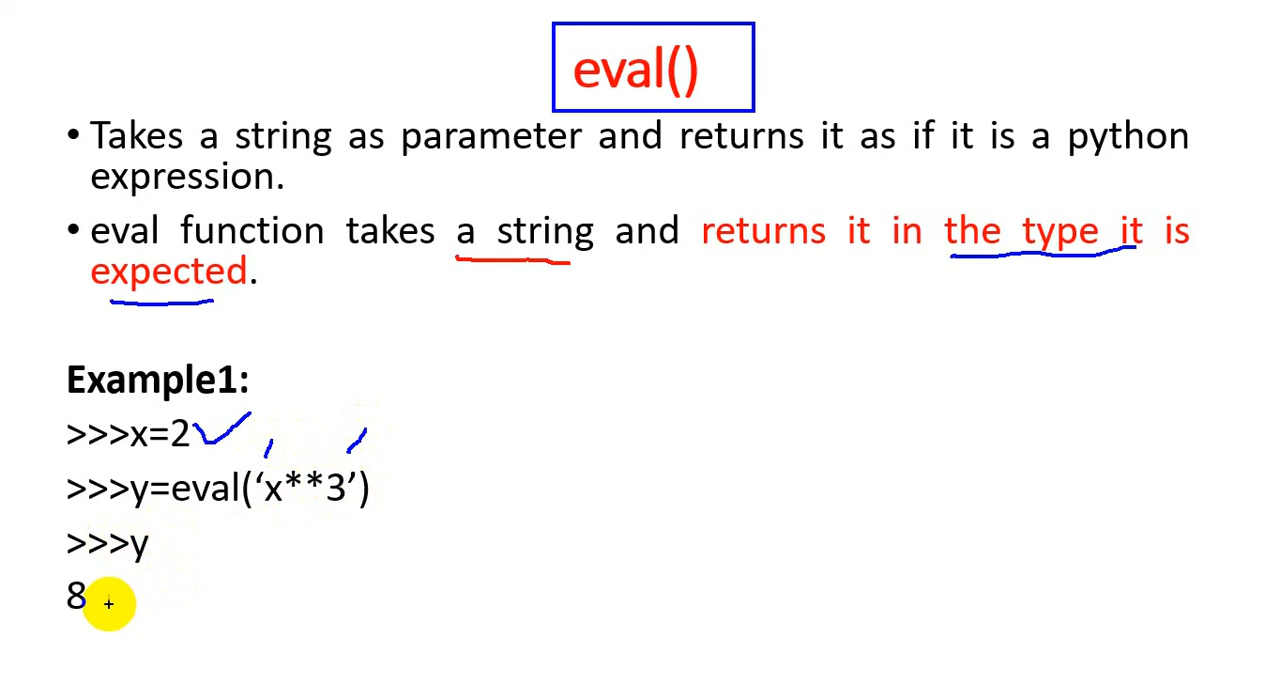 eval()
• Takes a string as parameter and returns it as if it is a python
expression.
• eval function takes a string and returns it in the type it is
expected.
Example1:
>>>x=2
>>>y=eval(‘x**3’)
>>>y
8